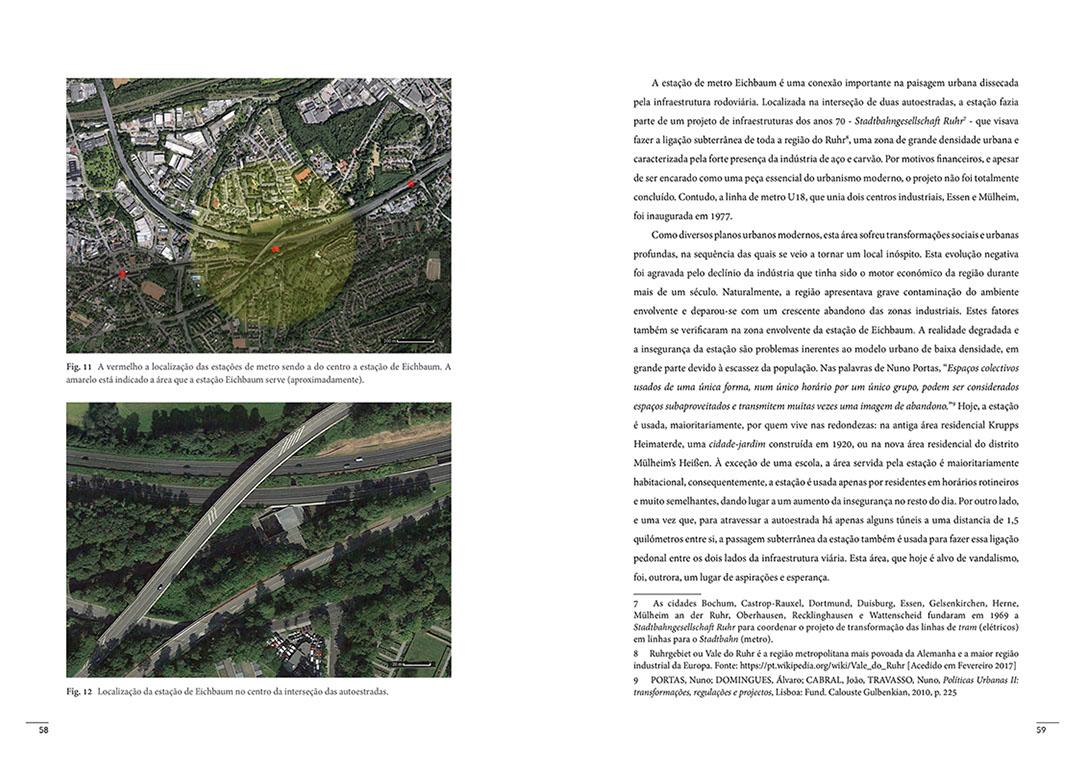 200 m
Fig. 11 A vermelho a localização das estações de metro sendo a do centro a estação de Eichbaum. A
amarelo está indicado a área que a estação Eichbaum serve (aproximadamente).
20 m
Fig. 12 Localização da estação de Eichbaum no centro da interseção das autoestradas.
58
A estação de metro Eichbaum é uma conexão importante na paisagem urbana dissecada
pela infraestrutura rodoviária. Localizada na interseção de duas autoestradas, a estação fazia
parte de um projeto de infraestruturas dos anos 70 - Stadtbahngesellschaft Ruhr⁷ - que visava
fazer a ligação subterrânea de toda a região do Ruhr⁸, uma zona de grande densidade urbana e
caracterizada pela forte presença da indústria de aço e carvão. Por motivos financeiros, e apesar
de ser encarado como uma peça essencial do urbanismo moderno, o projeto não foi totalmente
concluído. Contudo, a linha de metro U18, que unia dois centros industriais, Essen e Mülheim,
foi inaugurada em 1977.
Como diversos planos urbanos modernos, esta área sofreu transformações sociais e urbanas
profundas, na sequência das quais se veio a tornar um local inóspito. Esta evolução negativa
foi agravada pelo declínio da indústria que tinha sido o motor económico da região durante
mais de um século. Naturalmente, a região apresentava grave contaminação do ambiente
envolvente e deparou-se com um crescente abandono das zonas industriais. Estes fatores
também se verificaram na zona envolvente da estação de Eichbaum. A realidade degradada e
a insegurança da estação são problemas inerentes ao modelo urbano de baixa densidade, em
grande parte devido à escassez da população. Nas palavras de Nuno Portas, “Espaços colectivos
usados de uma única forma, num único horário por um único grupo, podem ser considerados
espaços subaproveitados e transmitem muitas vezes uma imagem de abandono.”⁹ Hoje, a estação
é usada, maioritariamente, por quem vive nas redondezas: na antiga área residencial Krupps
Heimaterde, uma cidade-jardim construída em 1920, ou na nova área residencial do distrito
Mülheim’s Heißen. À exceção de uma escola, a área servida pela estação é maioritariamente
habitacional, consequentemente, a estação é usada apenas por residentes em horários rotineiros
e muito semelhantes, dando lugar a um aumento da insegurança no resto do dia. Por outro lado,
e uma vez que, para atravessar a autoestrada há apenas alguns túneis a uma distancia de 1,5
quilómetros entre si, a passagem subterrânea da estação também é usada para fazer essa ligação
pedonal entre os dois lados da infraestrutura viária. Esta área, que hoje é alvo de vandalismo,
foi, outrora, um lugar de aspirações e esperança.
7 As cidades Bochum, Castrop-Rauxel, Dortmund, Duisburg, Essen, Gelsenkirchen, Herne,
Mülheim an der Ruhr, Oberhausen, Recklinghausen e Wattenscheid fundaram em 1969 a
Stadtbahngesellschaft Ruhr para coordenar o projeto de transformação das linhas de tram (elétricos)
em linhas para o Stadtbahn (metro).
8 Ruhrgebiet ou Vale do Ruhr é a região metropolitana mais povoada da Alemanha e a maior região
industrial da Europa. Fonte: https://pt.wikipedia.org/wiki/Vale_do_Ruhr [Acedido em Fevereiro 2017]
9 PORTAS, Nuno; DOMINGUES, Álvaro; CABRAL, João, TRAVASSO, Nuno, Políticas Urbanas II:
transformações, regulações e projectos, Lisboa: Fund. Calouste Gulbenkian, 2010, p. 225
59